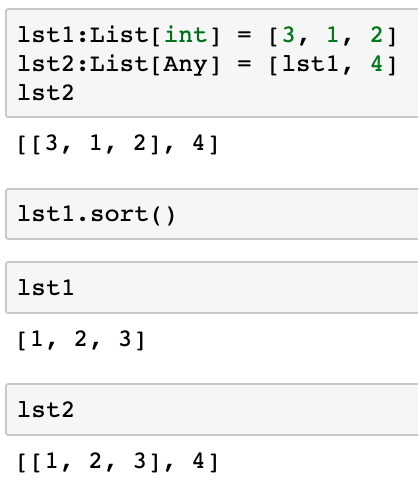 lst1:List[int] = [3, 1, 2]
lst2:List[Any] = [lst1, 4]
lst2
[[3, 1, 2], 4]
lst1.sort()
lst1
[1, 2, 3]
lst2
[[1, 2, 3], 4]